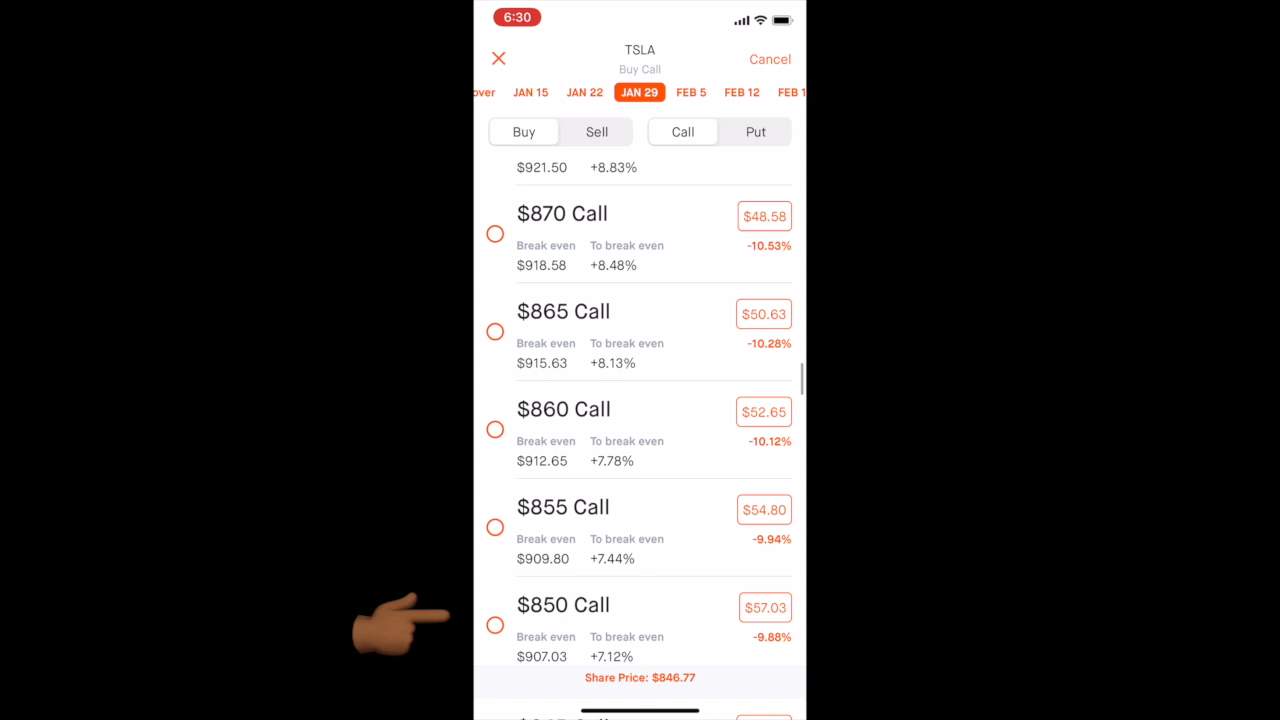 6:30
TSLA
Buy Call
Cancel
over JAN 15 JAN 22 JAN 29 FEB 5 FEB 12 FEB 1
Buy Sell Call Put
$921.50 +8.83%
$870 Call $48.58
Break even To break even -10.53%
$918.58 +8.48%
$865 Call $50.63
Break even To break even -10.28%
$915.63 +8.13%
$860 Call $52.65
Break even To break even -10.12%
$912.65 +7.78%
$855 Call $54.80
Break even To break even -9.94%
$909.80 +7.44%
$850 Call $57.03
Break even To break even -9.88%
$907.03 +7.12%
Share Price: $846.77